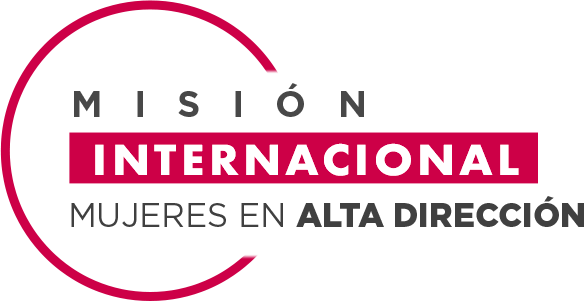 MISIÓN
INTERNACIONAL
MUJERES EN ALTA DIRECCIÓN